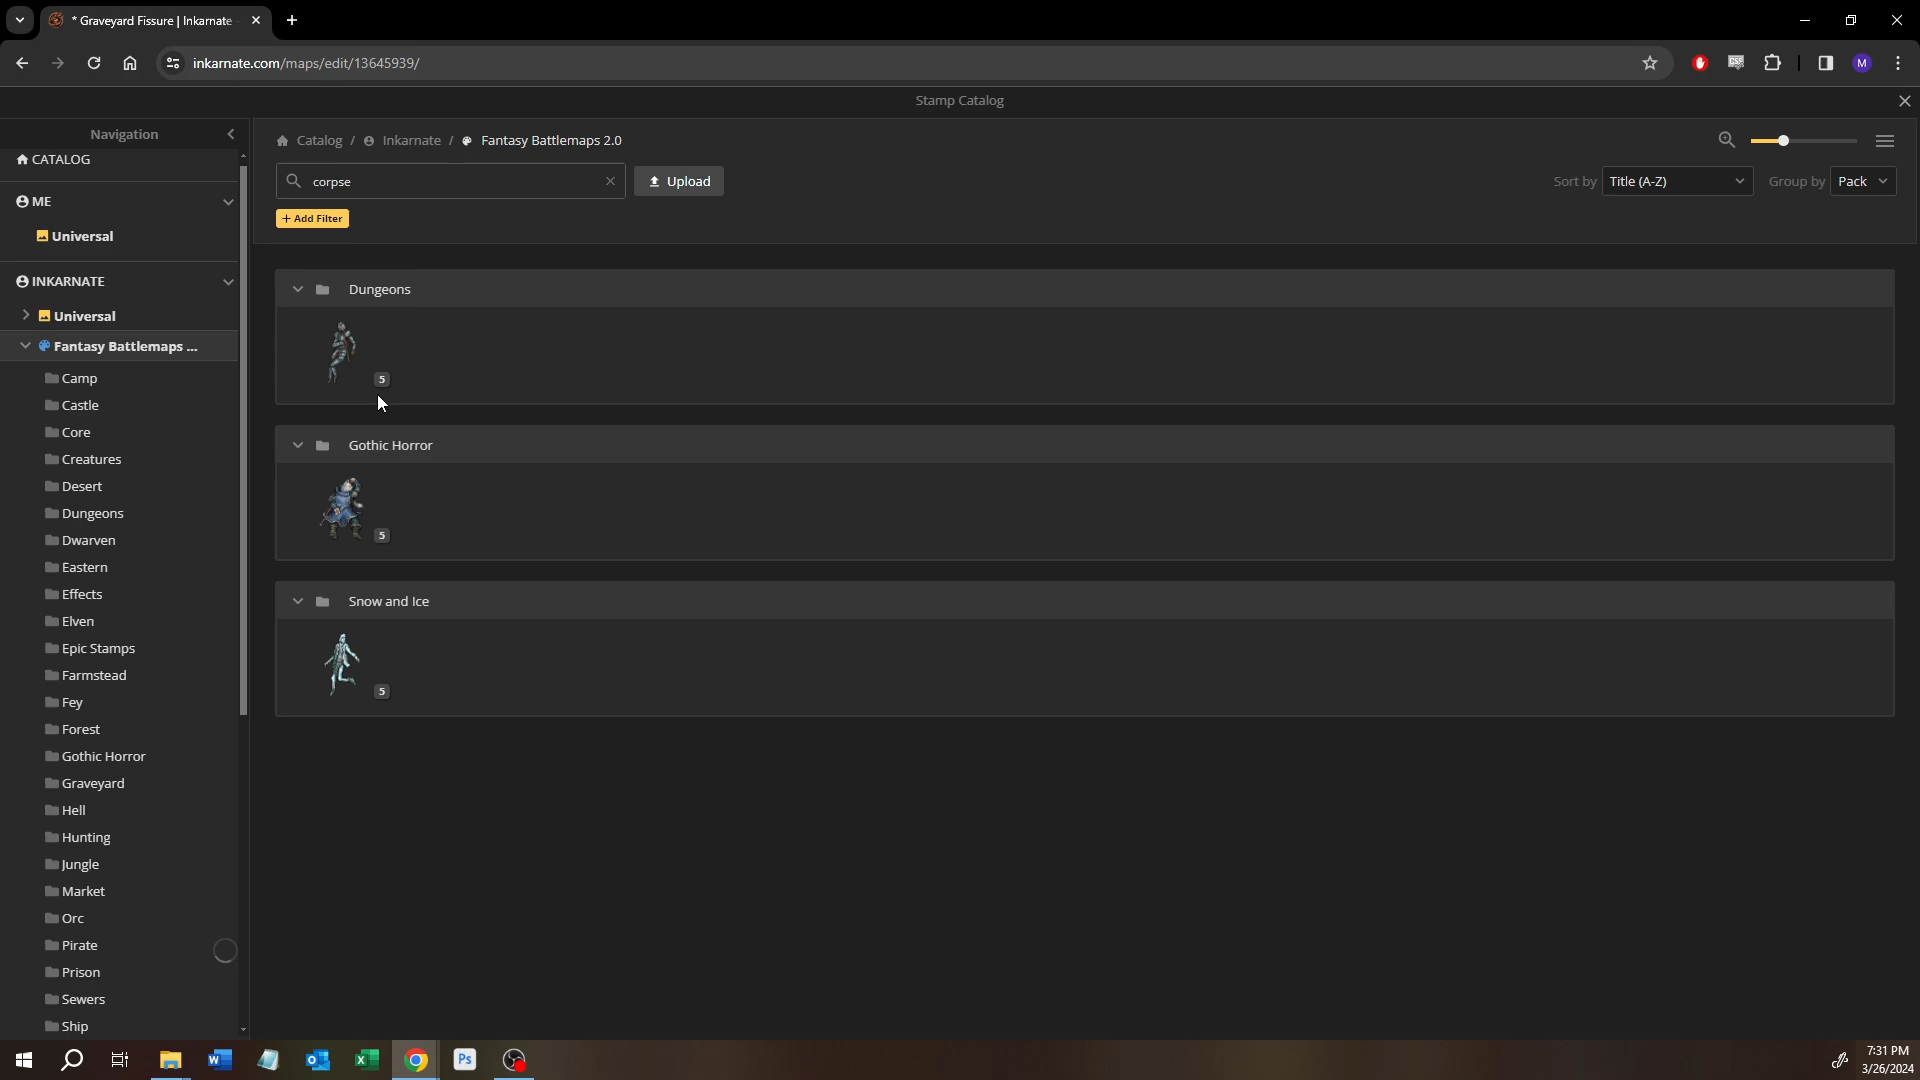 * Graveyard Fissure | Inkarnate
inkarnate.com/maps/edit/13645939/
CSF
M
Stamp Catalog
Navigation
Catalog / Inkarnate / Fantasy Battlemaps 2.0
CATALOG
corpse
Upload
Sort by Title (A-Z)
Group by Pack
ME
+ Add Filter
Universal
INKARNATE
Universal
Fantasy Battlemaps ...
Camp
Castle
Core
Creatures
Desert
Dungeons
Dwarven
Eastern
Effects
Elven
Epic Stamps
Farmstead
Fey
Forest
Gothic Horror
Graveyard
Hell
Hunting
Jungle
Market
Orc
Pirate
Prison
Sewers
Ship
Dungeons
5
Gothic Horror
5
Snow and Ice
5
Ps
7:31 PM
3/26/2024